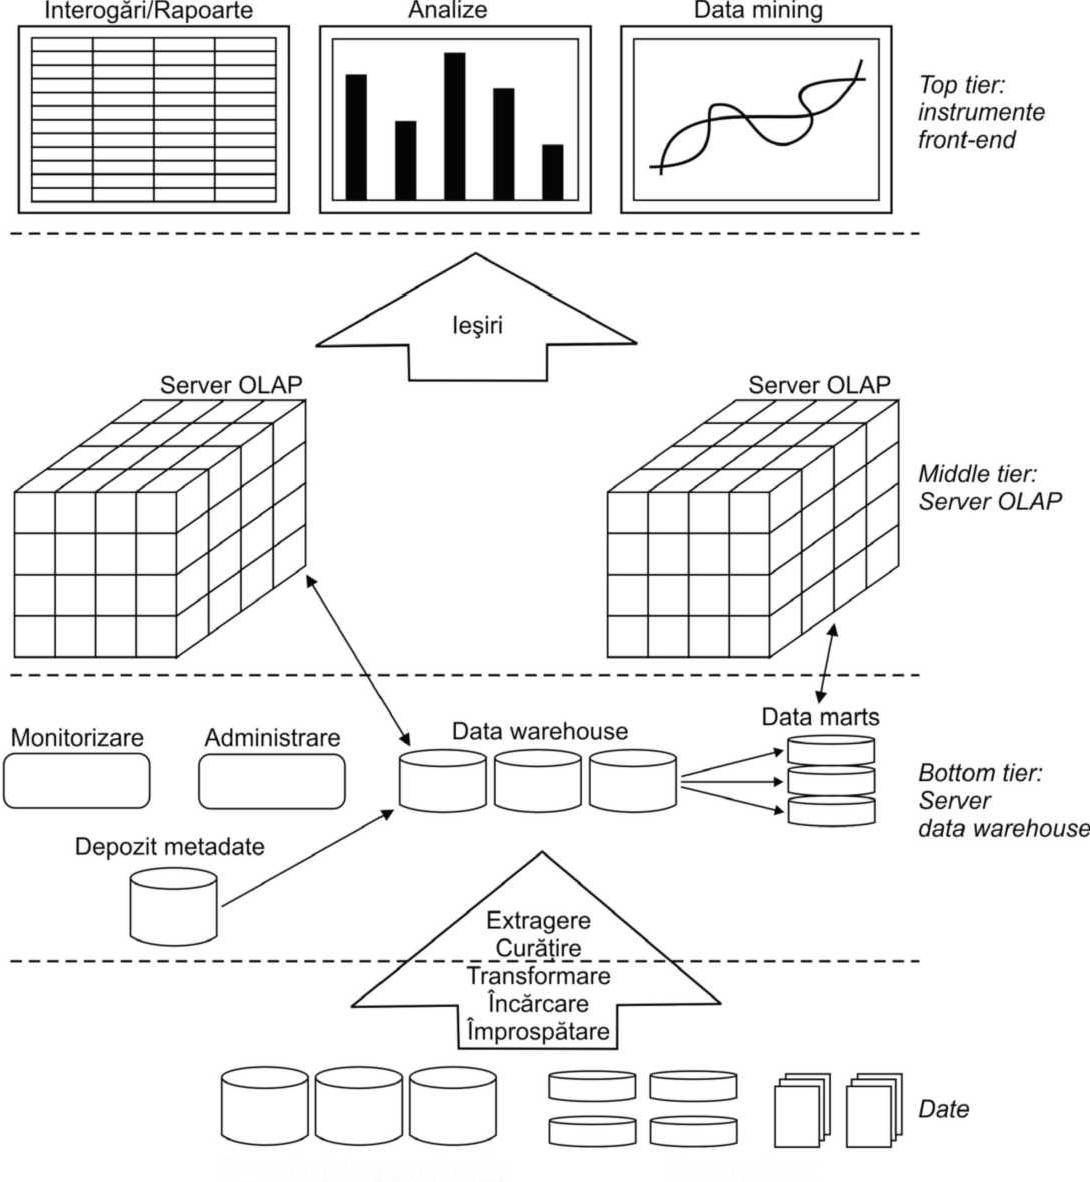 Interogări/Rapoarte
Analize
Data mining
Top tier:
instrumente
front-end
Ieşiri
Server OLAP
Server OLAP
Middle tier:
Server OLAP
Monitorizare
Administrare
Data warehouse
Data marts
Bottom tier:
Server
data warehouse
Depozit metadate
Extragere
Curăţire
Transformare
Încărcare
Împrospătare
Date